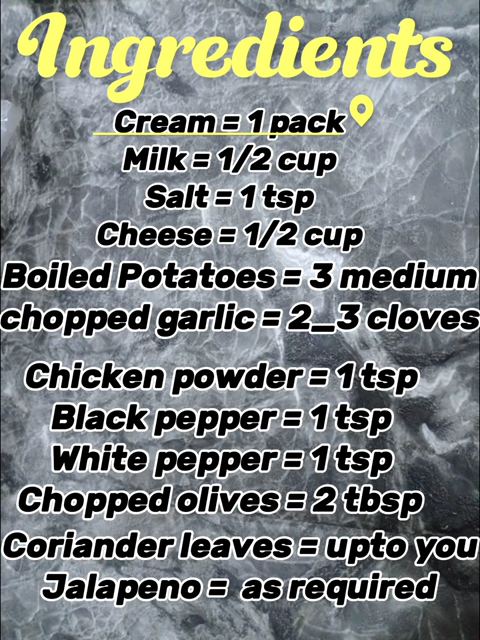 Ingredients
Cream = 1 pack
Milk = 1/2 cup
Salt = 1 tsp
Cheese = 1/2 cup
Boiled Potatoes = 3 medium
chopped garlic = 2_3 cloves
Chicken powder = 1 tsp
Black pepper = 1 tsp
White pepper = 1 tsp
Chopped olives = 2 tbsp
Coriander leaves = upto you
Jalapeno = as required